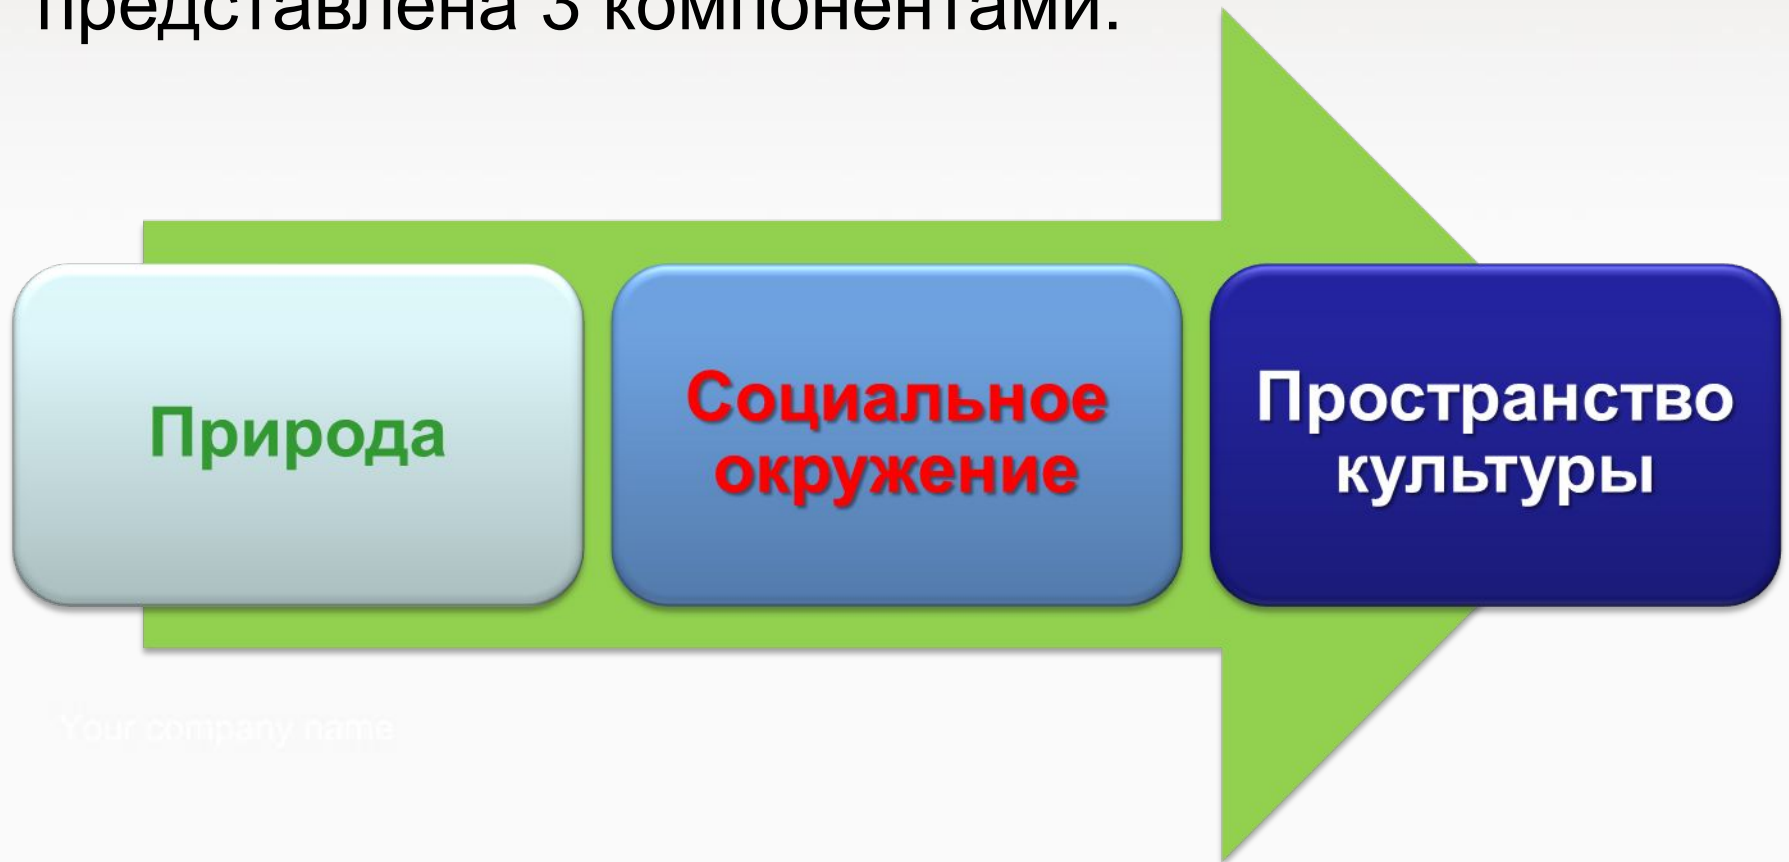 представлена 3 компонентами.
Природа
Социальное
окружение
Пространство
культуры
Your company name